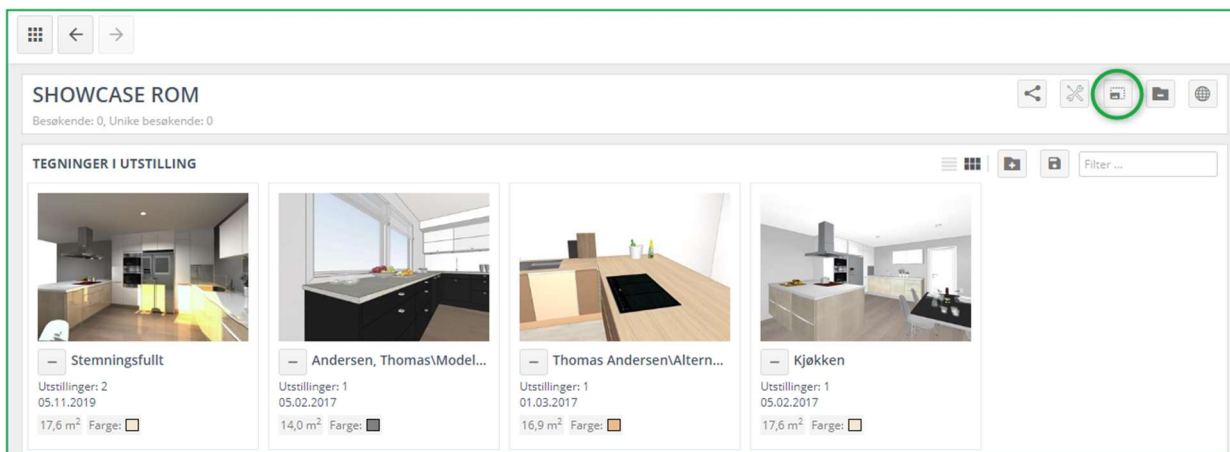 SHOWCASE ROM
Besøkende: 0, Unike besøkende: 0
TEGNINGER I UTSTILLING
Filter ...
Stemningsfullt
Utstillinger: 2
05.11.2019
17,6 m² Farge:
Andersen, Thomas\Model...
Utstillinger: 1
05.02.2017
14,0 m² Farge:
Thomas Andersen\Altern...
Utstillinger: 1
01.03.2017
16,9 m² Farge:
Kjøkken
Utstillinger: 1
05.02.2017
17,6 m² Farge: